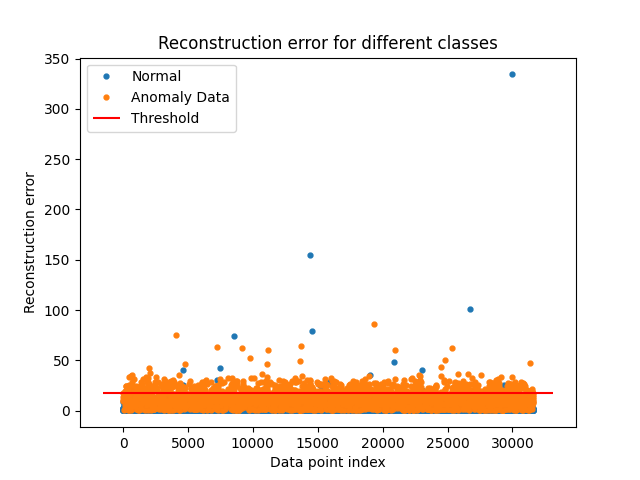 Reconstruction error for different classes
Normal
Anomaly Data
Threshold
Reconstruction error
350
300
250
200
150
100
50
0
0 5000 10000 15000 20000 25000 30000
Data point index